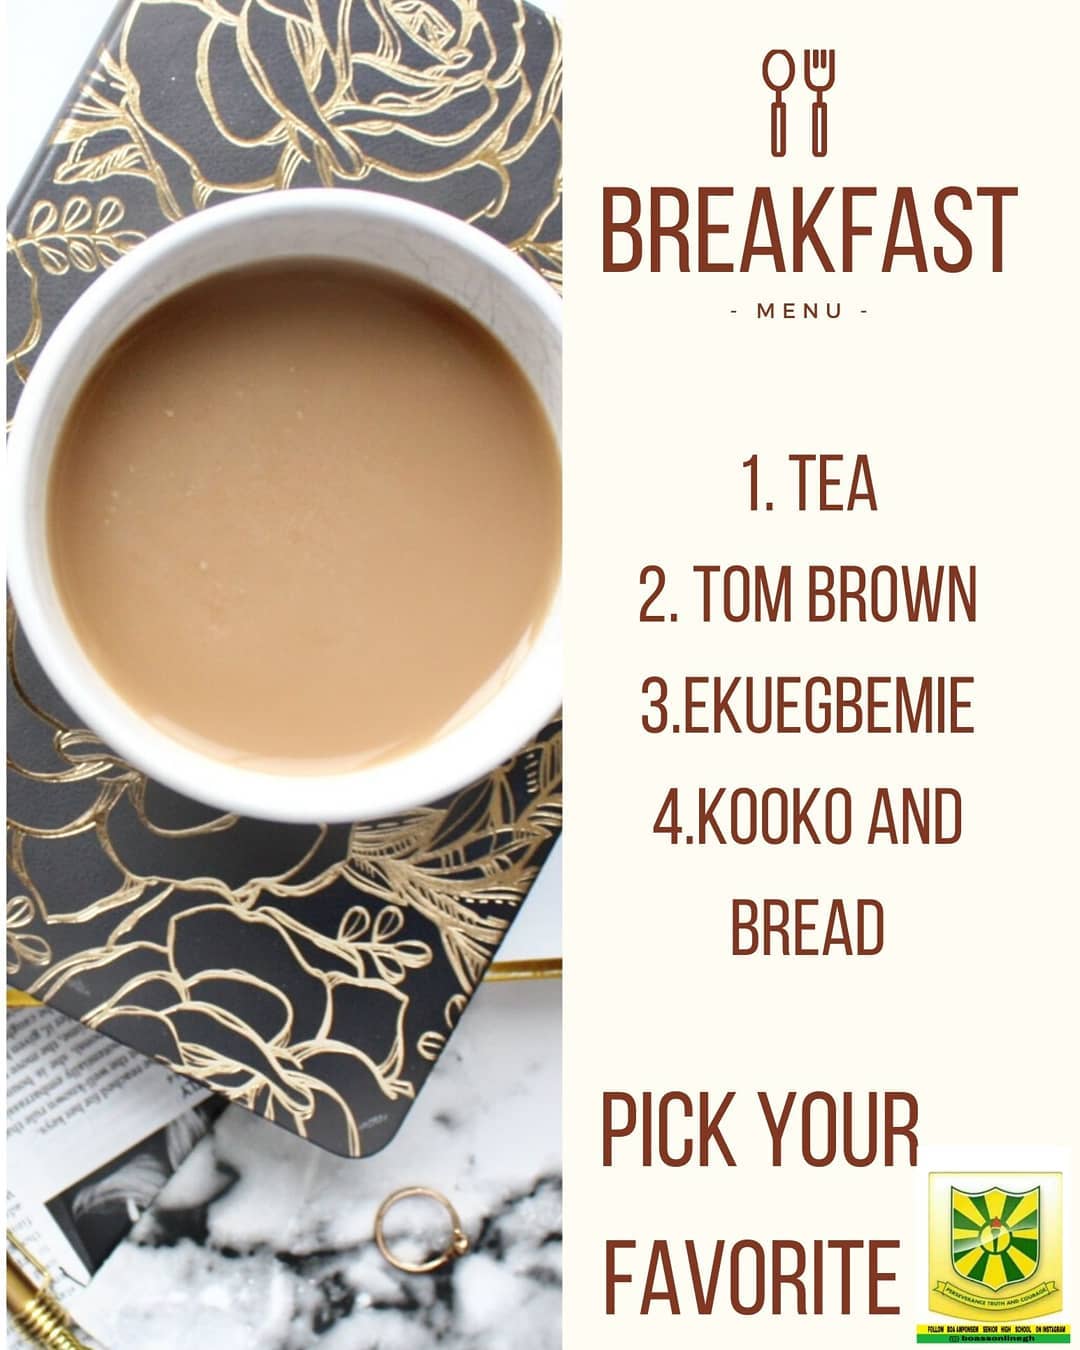 BREAKFAST
- MENU -
1. TEA
2. TOM BROWN
3.EKUEGBEMIE
4.KOOKO AND
BREAD
PICK YOUR
FAVORITE
PERSEVERANCE TRUTH AND COURAGE
FOLLOW BOA AMPONSEM SENIOR HIGH SCHOOL ON INSTAGRAM
@boassonlinegh